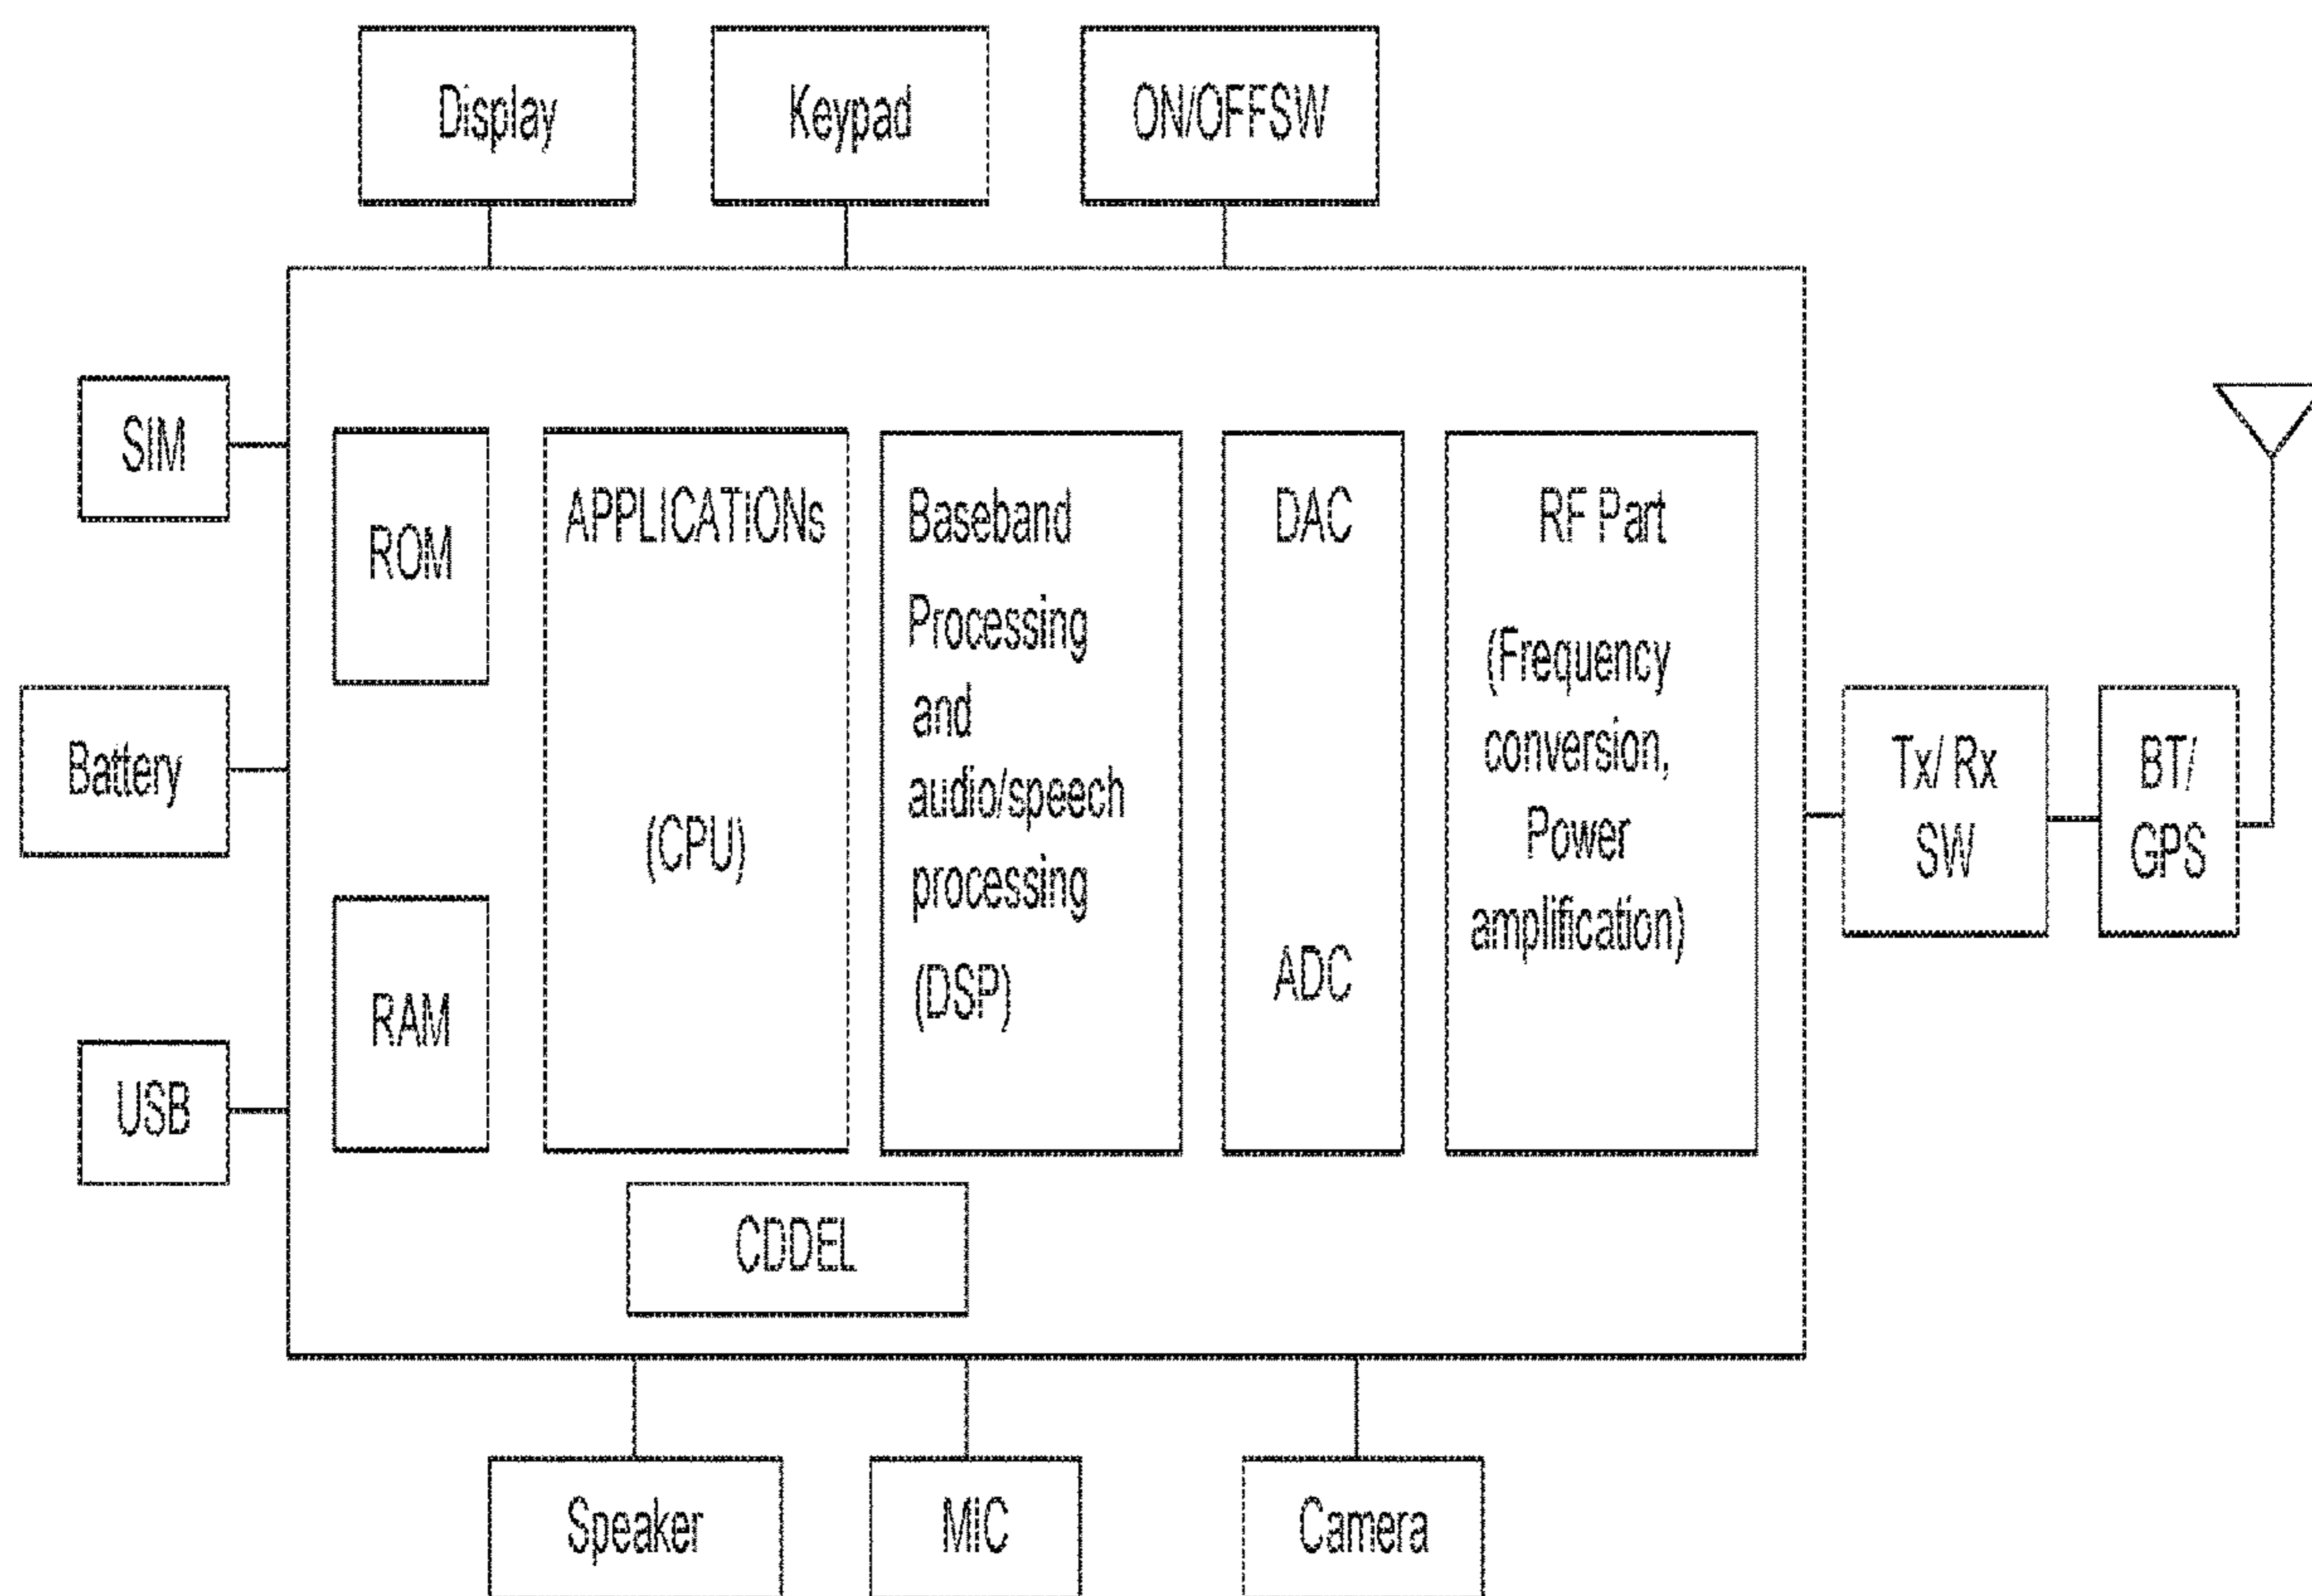 Display
Keypad
ON/OFFSW
SIM
Battery
USB
ROM
RAM
APPLICATIONs
(CPU)
Baseband
Processing
and
audio/speech
processing
(DSP)
DAC
ADC
RF Part
(Frequency
conversion,
Power
amplification)
CDDEL
Tx/ Rx
SW
BT/
GPS
Speaker
MIC
Camera